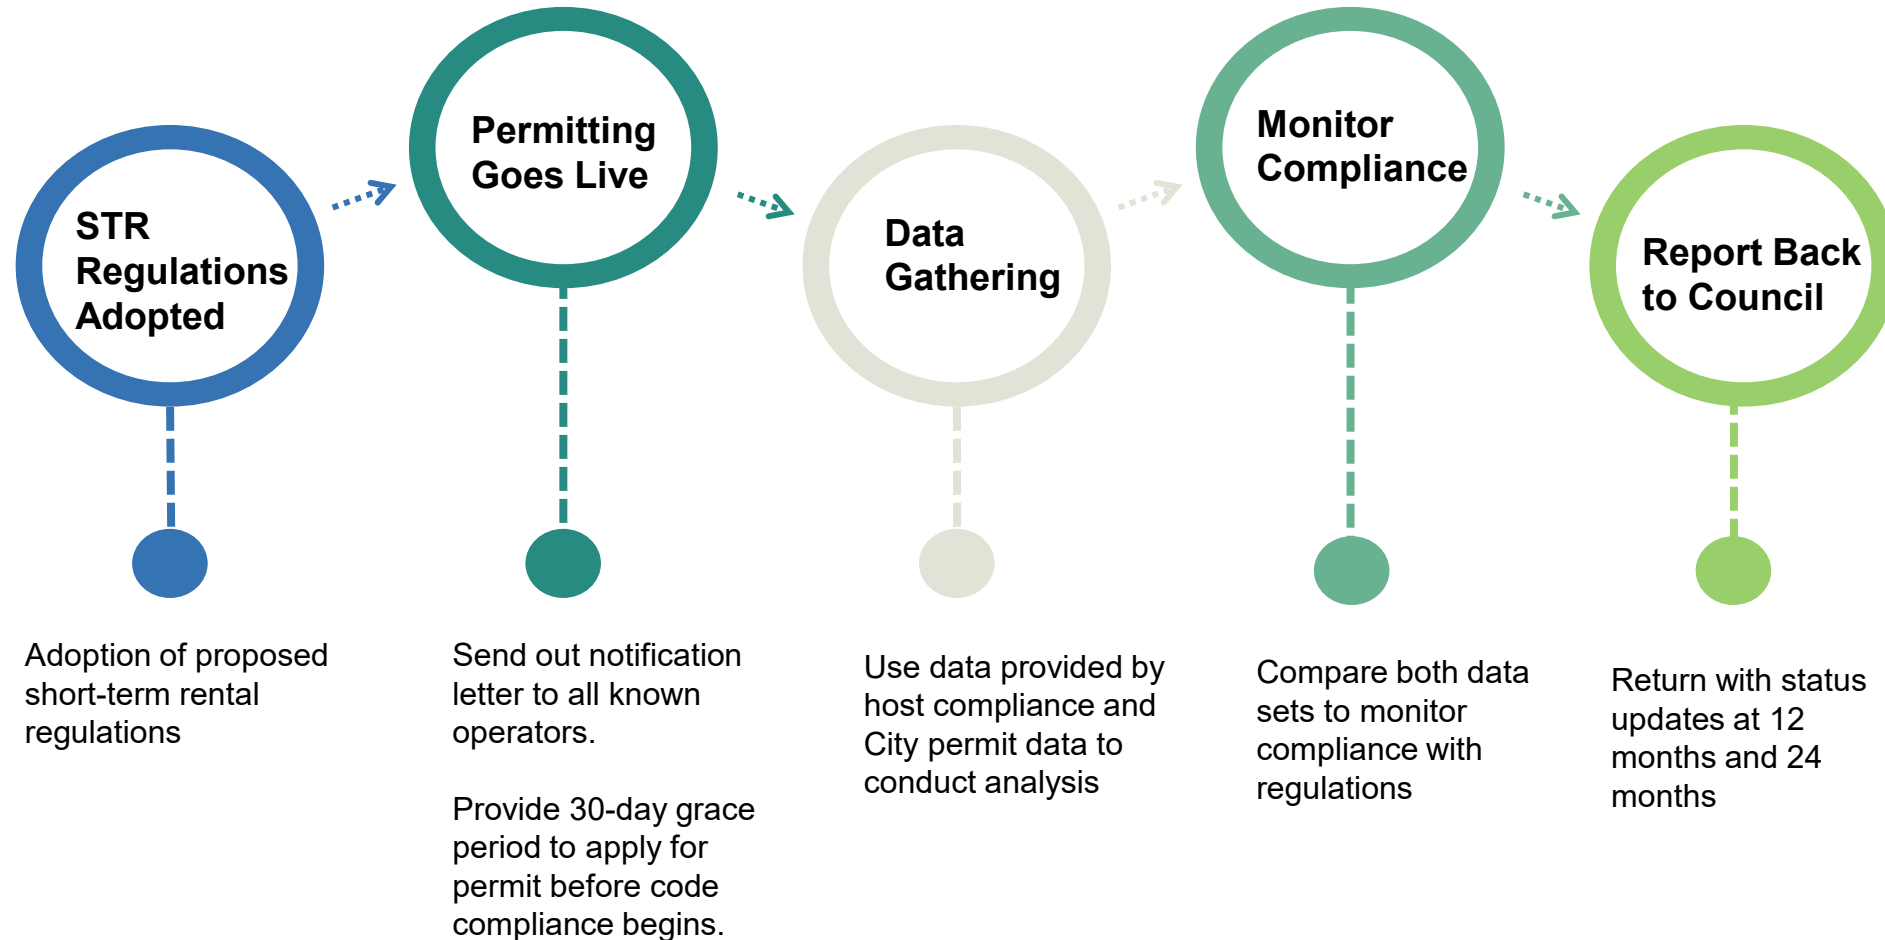 STR
Regulations
Adopted
Permitting
Goes Live
Data
Gathering
Monitor
Compliance
Report Back
to Council
Adoption of proposed
short-term rental
regulations
Send out notification
letter to all known
operators.
Provide 30-day grace
period to apply for
permit before code
compliance begins.
Use data provided by
host compliance and
City permit data to
conduct analysis
Compare both data
sets to monitor
compliance with
regulations
Return with status
updates at 12
months and 24
months